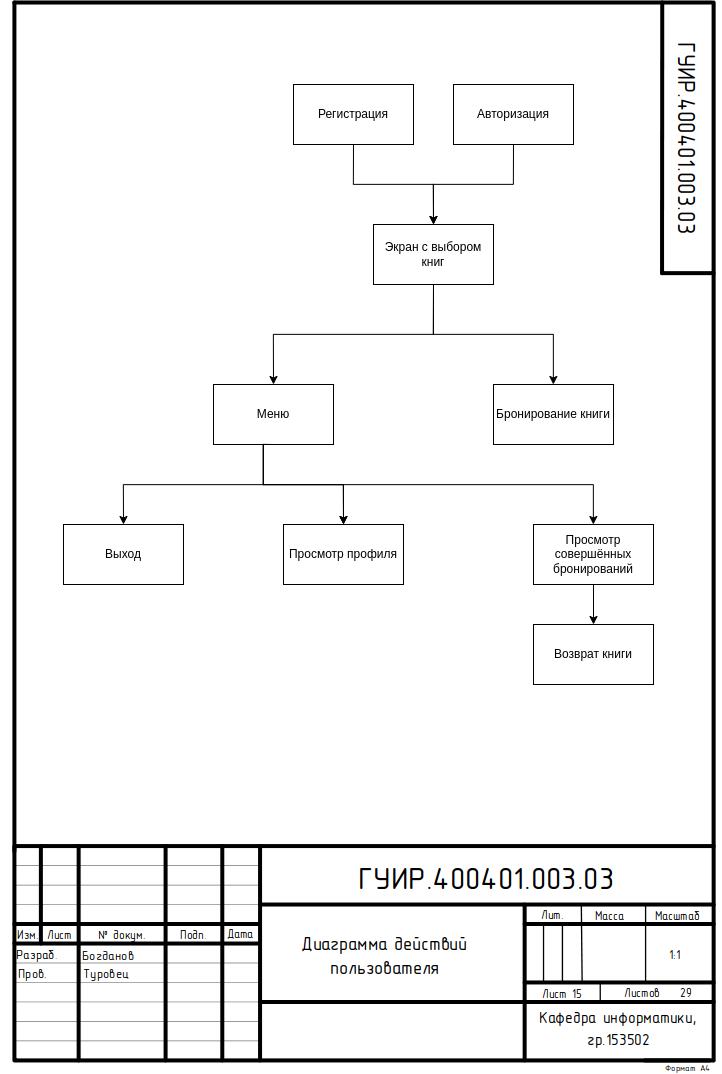 ГУИР.400401.003.03
Регистрация
Авторизация
Экран с выбором
книг
Меню
Бронирование книги
Выход
Просмотр профиля
Просмотр
совершённых
бронирований
Возврат книги
ГУИР.400401.003.03
Изм.
Лист
№ докум.
Подп.
Дата
Разраб.
Богданов
Пров.
Туровец
Диаграмма действий
пользователя
Лит.
Масса
Масштаб
1:1
Лист 15
Листов 29
Кафедра информатики,
гр.153502
Формат А4